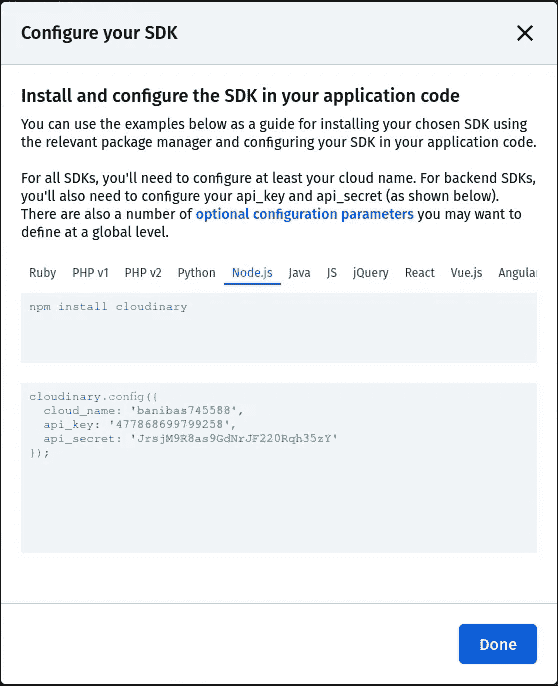 Configure your SDK
Install and configure the SDK in your application code
You can use the examples below as a guide for installing your chosen SDK using
the relevant package manager and configuring your SDK in your application code.
For all SDKs, you'll need to configure at least your cloud name. For backend SDKs,
you'll also need to configure your api_key and api_secret (as shown below).
There are also a number of optional configuration parameters you may want to
define at a global level.
Ruby PHP v1 PHP v2 Python Node.js Java JS jQuery React Vue.js Angula
npm install cloudinary
cloudinary.config({
cloud_name: 'banibas745588',
api_key: '477868699799258',
api_secret: 'JrsjM9R8as9GdNrJF220Rqh35zY'
});
Done